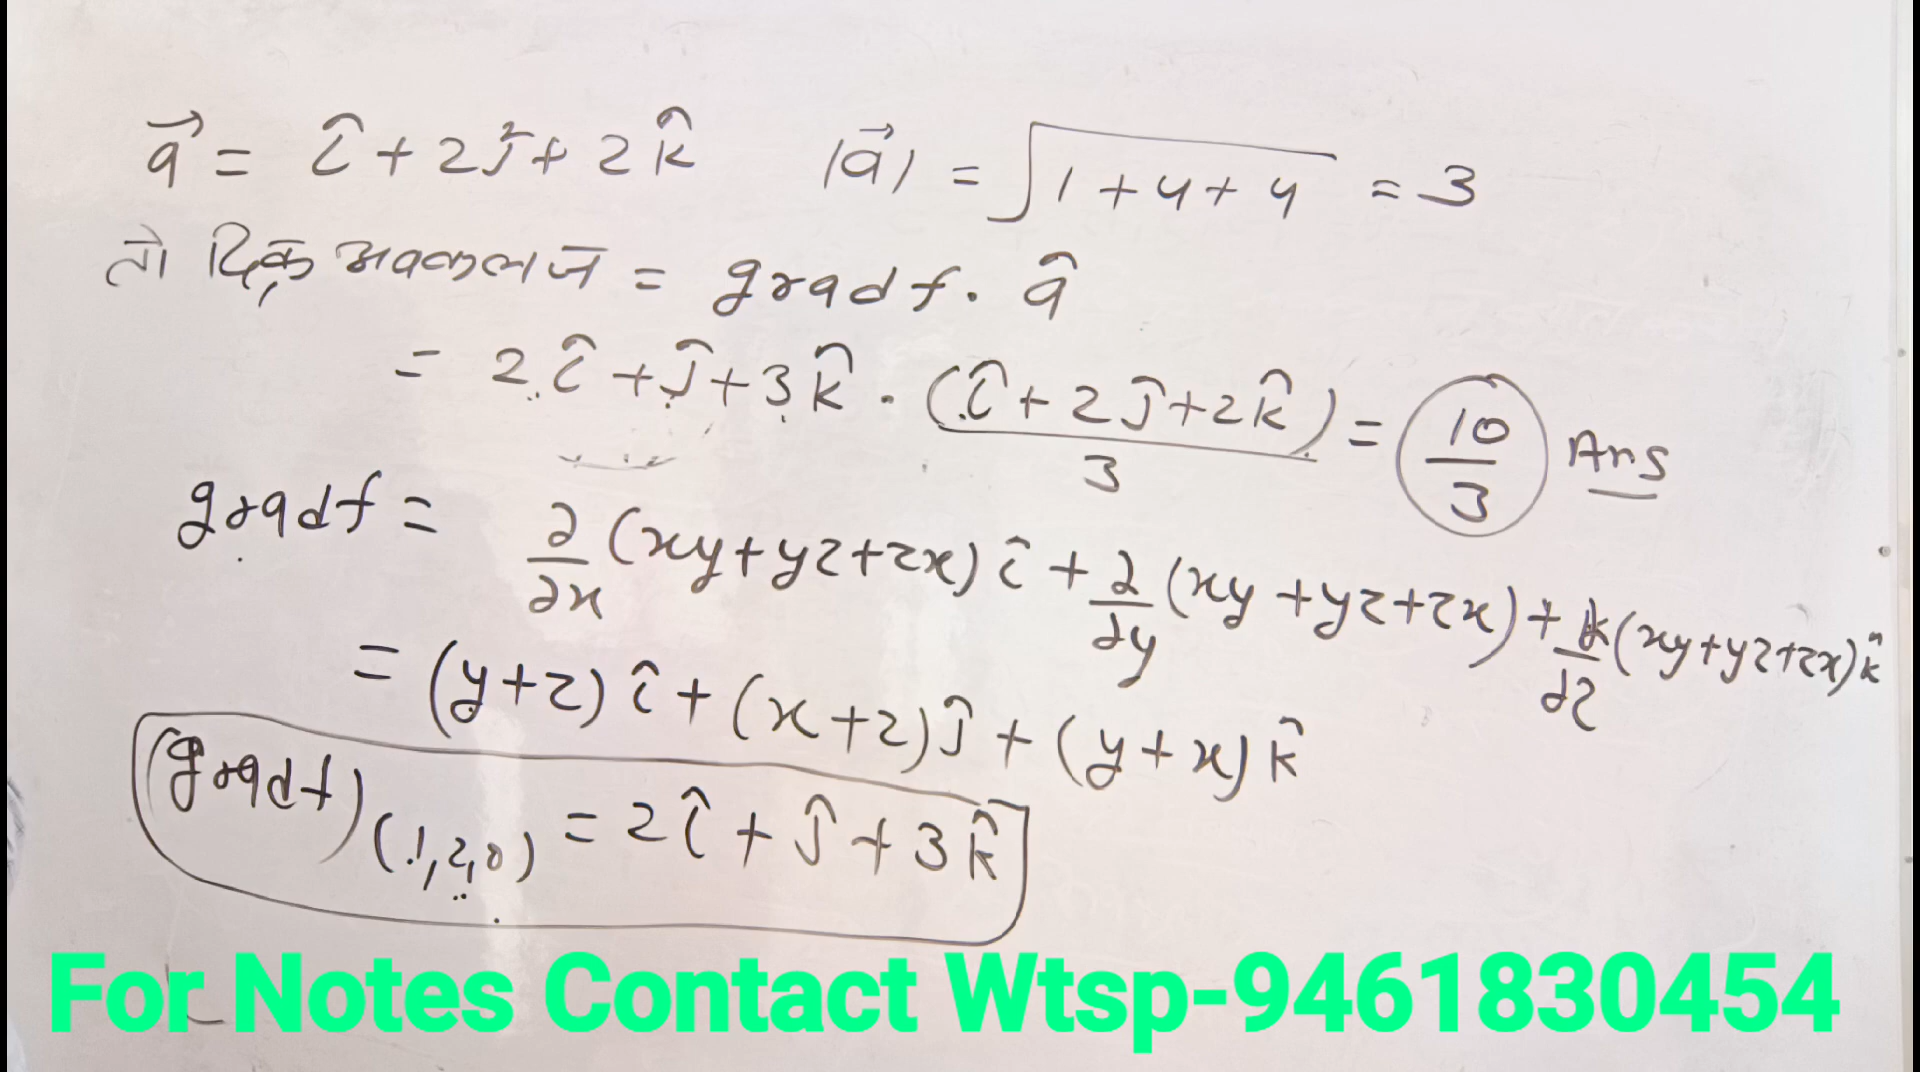 a⃗ = î + 2ĵ + 2k̂   |a⃗| = √(1+4+4) = 3
तो दिक् अवकलज = gradf. â
= 2î + ĵ + 3k̂ . (î + 2ĵ + 2k̂)/3 = 10/3 Ans
gradf = ∂/∂x (xy+yz+zx) î + ∂/∂y (xy+yz+zx) + ∂/∂z (xy+yz+zx) k̂
= (y+z) î + (x+z) ĵ + (y+x) k̂
(gradf)(1,2,0) = 2î + ĵ + 3k̂
For Notes Contact Wtsp-9461830454